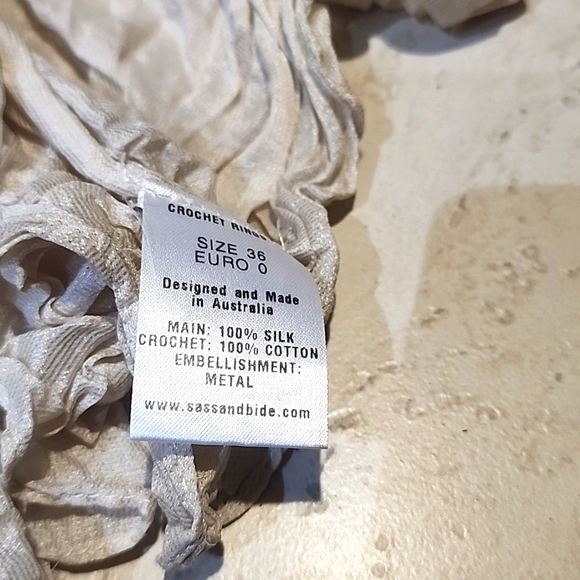 CROCHET RINGS
SIZE 36
EURO 0
Designed and Made
in Australia
MAIN: 100% SILK
CROCHET: 100% COTTON
EMBELLISHMENT:
METAL
www.sassandbide.com